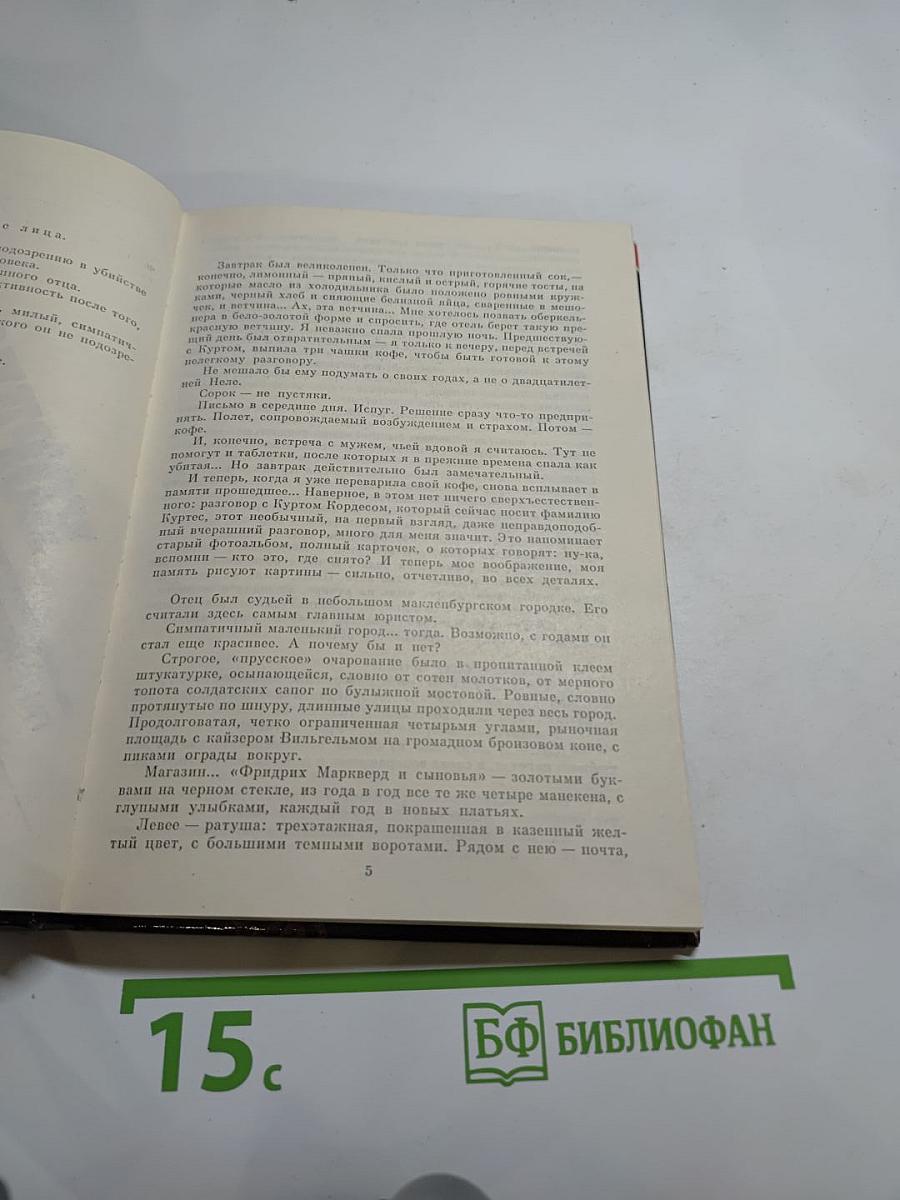 с лица.
подозрению в убийстве
ловека.
нного отца.
ктивность после того,
милый, симпатич-
кого он не подозре-
Завтрак был великолепен. Только что приготовленный сок,—
конечно, лимонный — пряный, кислый и острый, горячие тосты, на
которые масло из холодильника было положено ровными круж-
ками, черный хлеб и сияющие белизной яйца, сваренные в мешо-
чек, и ветчина... Ах, эта ветчина... Мне хотелось позвать оберкель-
нера в бело-золотой форме и спросить, где отель берет такую пре-
красную ветчину. Я неважно спала прошлую ночь. Предшествую-
щий день был отвратительным — я только к вечеру, перед встречей
с Куртом, выпила три чашки кофе, чтобы быть готовой к этому
нелегкому разговору.
Не мешало бы ему подумать о своих годах, а не о двадцатилет-
ней Неле.
Сорок — не пустяки.
Письмо в середине дня. Испуг. Решение сразу что-то предпри-
нять. Полет, сопровождаемый возбуждением и страхом. Потом —
кофе.
И, конечно, встреча с мужем, чьей вдовой я считаюсь. Тут не
помогут и таблетки, после которых я в прежние времена спала как
убитая... Но завтрак действительно был замечательный.
И теперь, когда я уже переварила свой кофе, снова всплывает в
памяти прошедшее... Наверное, в этом нет ничего сверхъестествен-
ного: разговор с Куртом Кордесом, который сейчас носит фамилию
Куртес, этот необычный, на первый взгляд, даже неправдоподоб-
ный вчерашний разговор, много для меня значит. Это напоминает
старый фотоальбом, полный карточек, о которых говорят: ну-ка,
вспомни — кто это, где снято? И теперь мое воображение, моя
память рисуют картины — сильно, отчетливо, во всех деталях.
Отец был судьей в небольшом макленбургском городке. Его
считали здесь самым главным юристом.
Симпатичный маленький город... тогда. Возможно, с годами он
стал еще красивее. А почему бы и нет?
Строгое, «прусское» очарование было в пропитанной клеем
штукатурке, осыпающейся, словно от сотен молотков, от мерного
топота солдатских сапог по булыжной мостовой. Ровные, словно
протянутые по шнуру, длинные улицы проходили через весь город.
Продолговатая, четко ограниченная четырьмя углами, рыночная
площадь с кайзером Вильгельмом на громадном бронзовом коне, с
пиками ограды вокруг.
Магазин... «Фридрих Маркверд и сыновья» — золотыми бук-
вами на черном стекле, из года в год все те же четыре манекена, с
глупыми улыбками, каждый год в новых платьях.
Левее — ратуша: трехэтажная, покрашенная в казенный жел-
тый цвет, с большими темными воротами. Рядом с нею — почта,
5
15 с
БФ БИБЛИОФАН